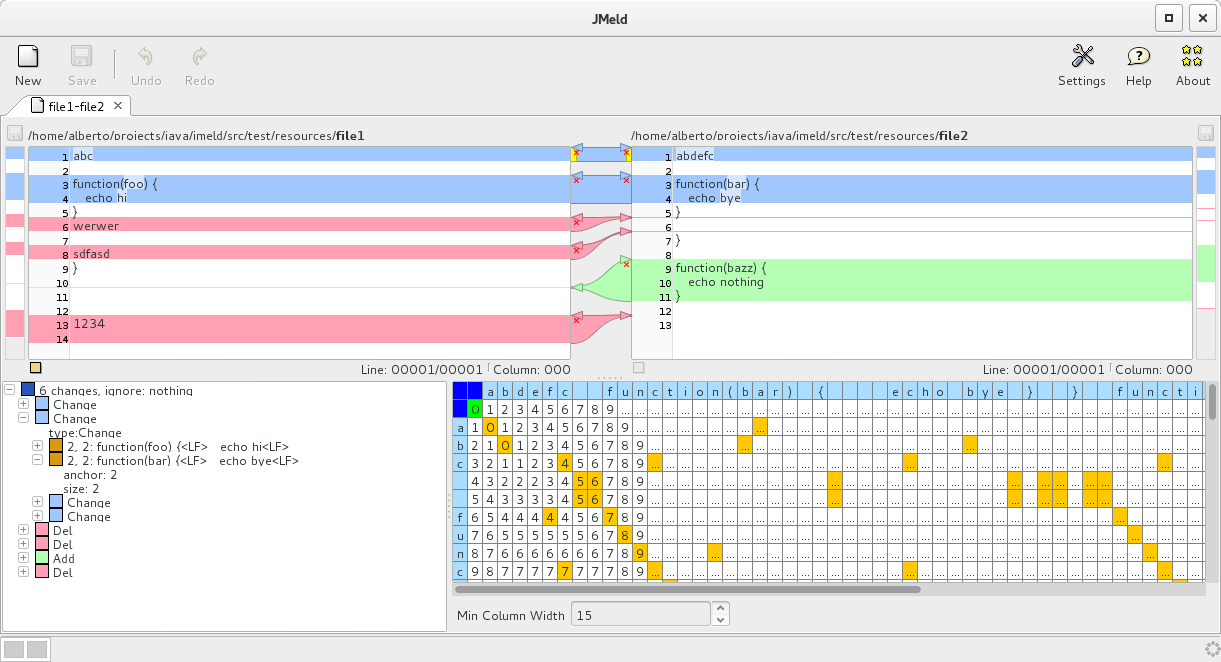 JMeld
New Save Undo Redo Settings Help About
file1-file2
/home/alberto/projects/java/jmeld/src/test/resources/file1
1 abc
2
3 function(foo) {
4 echo hi
5 }
6 werwer
7
8 sdfasd
9 }
10
11
12
13 1234
14
Line: 00001/00001 Column: 000
/home/alberto/projects/java/jmeld/src/test/resources/file2
1 abdefc
2
3 function(bar) {
4 echo bye
5 }
6
7 }
8
9 function(bazz) {
10 echo nothing
11 }
12
13
Line: 00001/00001 Column: 000
6 changes, ignore: nothing
Change
Change
type:Change
2, 2: function(foo) {<LF> echo hi<LF>
2, 2: function(bar) {<LF> echo bye<LF>
anchor: 2
size: 2
Change
Change
Del
Del
Add
Del
a b d e f c f u n c t i o n ( b a r ) { e c h o b y e } } f u n c t i
0 1 2 3 4 5 6 7 8 9 ... ... ... ... ... ... ... ... ... ... ... ... ... ... ... ... ... ... ... ... ... ... ... ... ... ... ... ... ... ... ... ... ... ... ...
a 1 0 1 2 3 4 5 6 7 8 9 ... ... ... ... ... ... ... ... ... ... ... ... ... ... ... ... ... ... ... ... ... ... ... ... ... ... ... ... ... ... ... ... ... ...
b 2 1 0 1 2 3 4 5 6 7 8 9 ... ... ... ... ... ... ... ... ... ... ... ... ... ... ... ... ... ... ... ... ... ... ... ... ... ... ... ... ... ... ... ... ...
c 3 2 1 1 2 3 4 5 6 7 8 9 ... ... ... ... ... ... ... ... ... ... ... ... ... ... ... ... ... ... ... ... ... ... ... ... ... ... ... ... ... ... ... ... ...
4 3 2 2 2 3 4 5 6 7 8 9 ... ... ... ... ... ... ... ... ... ... ... ... ... ... ... ... ... ... ... ... ... ... ... ... ... ... ... ... ... ... ... ... ...
5 4 3 3 3 3 4 5 6 7 8 9 ... ... ... ... ... ... ... ... ... ... ... ... ... ... ... ... ... ... ... ... ... ... ... ... ... ... ... ... ... ... ... ... ...
f 6 5 4 4 4 4 4 5 6 7 8 9 ... ... ... ... ... ... ... ... ... ... ... ... ... ... ... ... ... ... ... ... ... ... ... ... ... ... ... ... ... ... ... ... ...
u 7 6 5 5 5 5 5 5 6 7 8 9 ... ... ... ... ... ... ... ... ... ... ... ... ... ... ... ... ... ... ... ... ... ... ... ... ... ... ... ... ... ... ... ... ...
n 8 7 6 6 6 6 6 6 6 7 8 9 ... ... ... ... ... ... ... ... ... ... ... ... ... ... ... ... ... ... ... ... ... ... ... ... ... ... ... ... ... ... ... ... ...
c 9 8 7 7 7 7 7 7 7 7 8 9 ... ... ... ... ... ... ... ... ... ... ... ... ... ... ... ... ... ... ... ... ... ... ... ... ... ... ... ... ... ... ... ... ...
Min Column Width 15